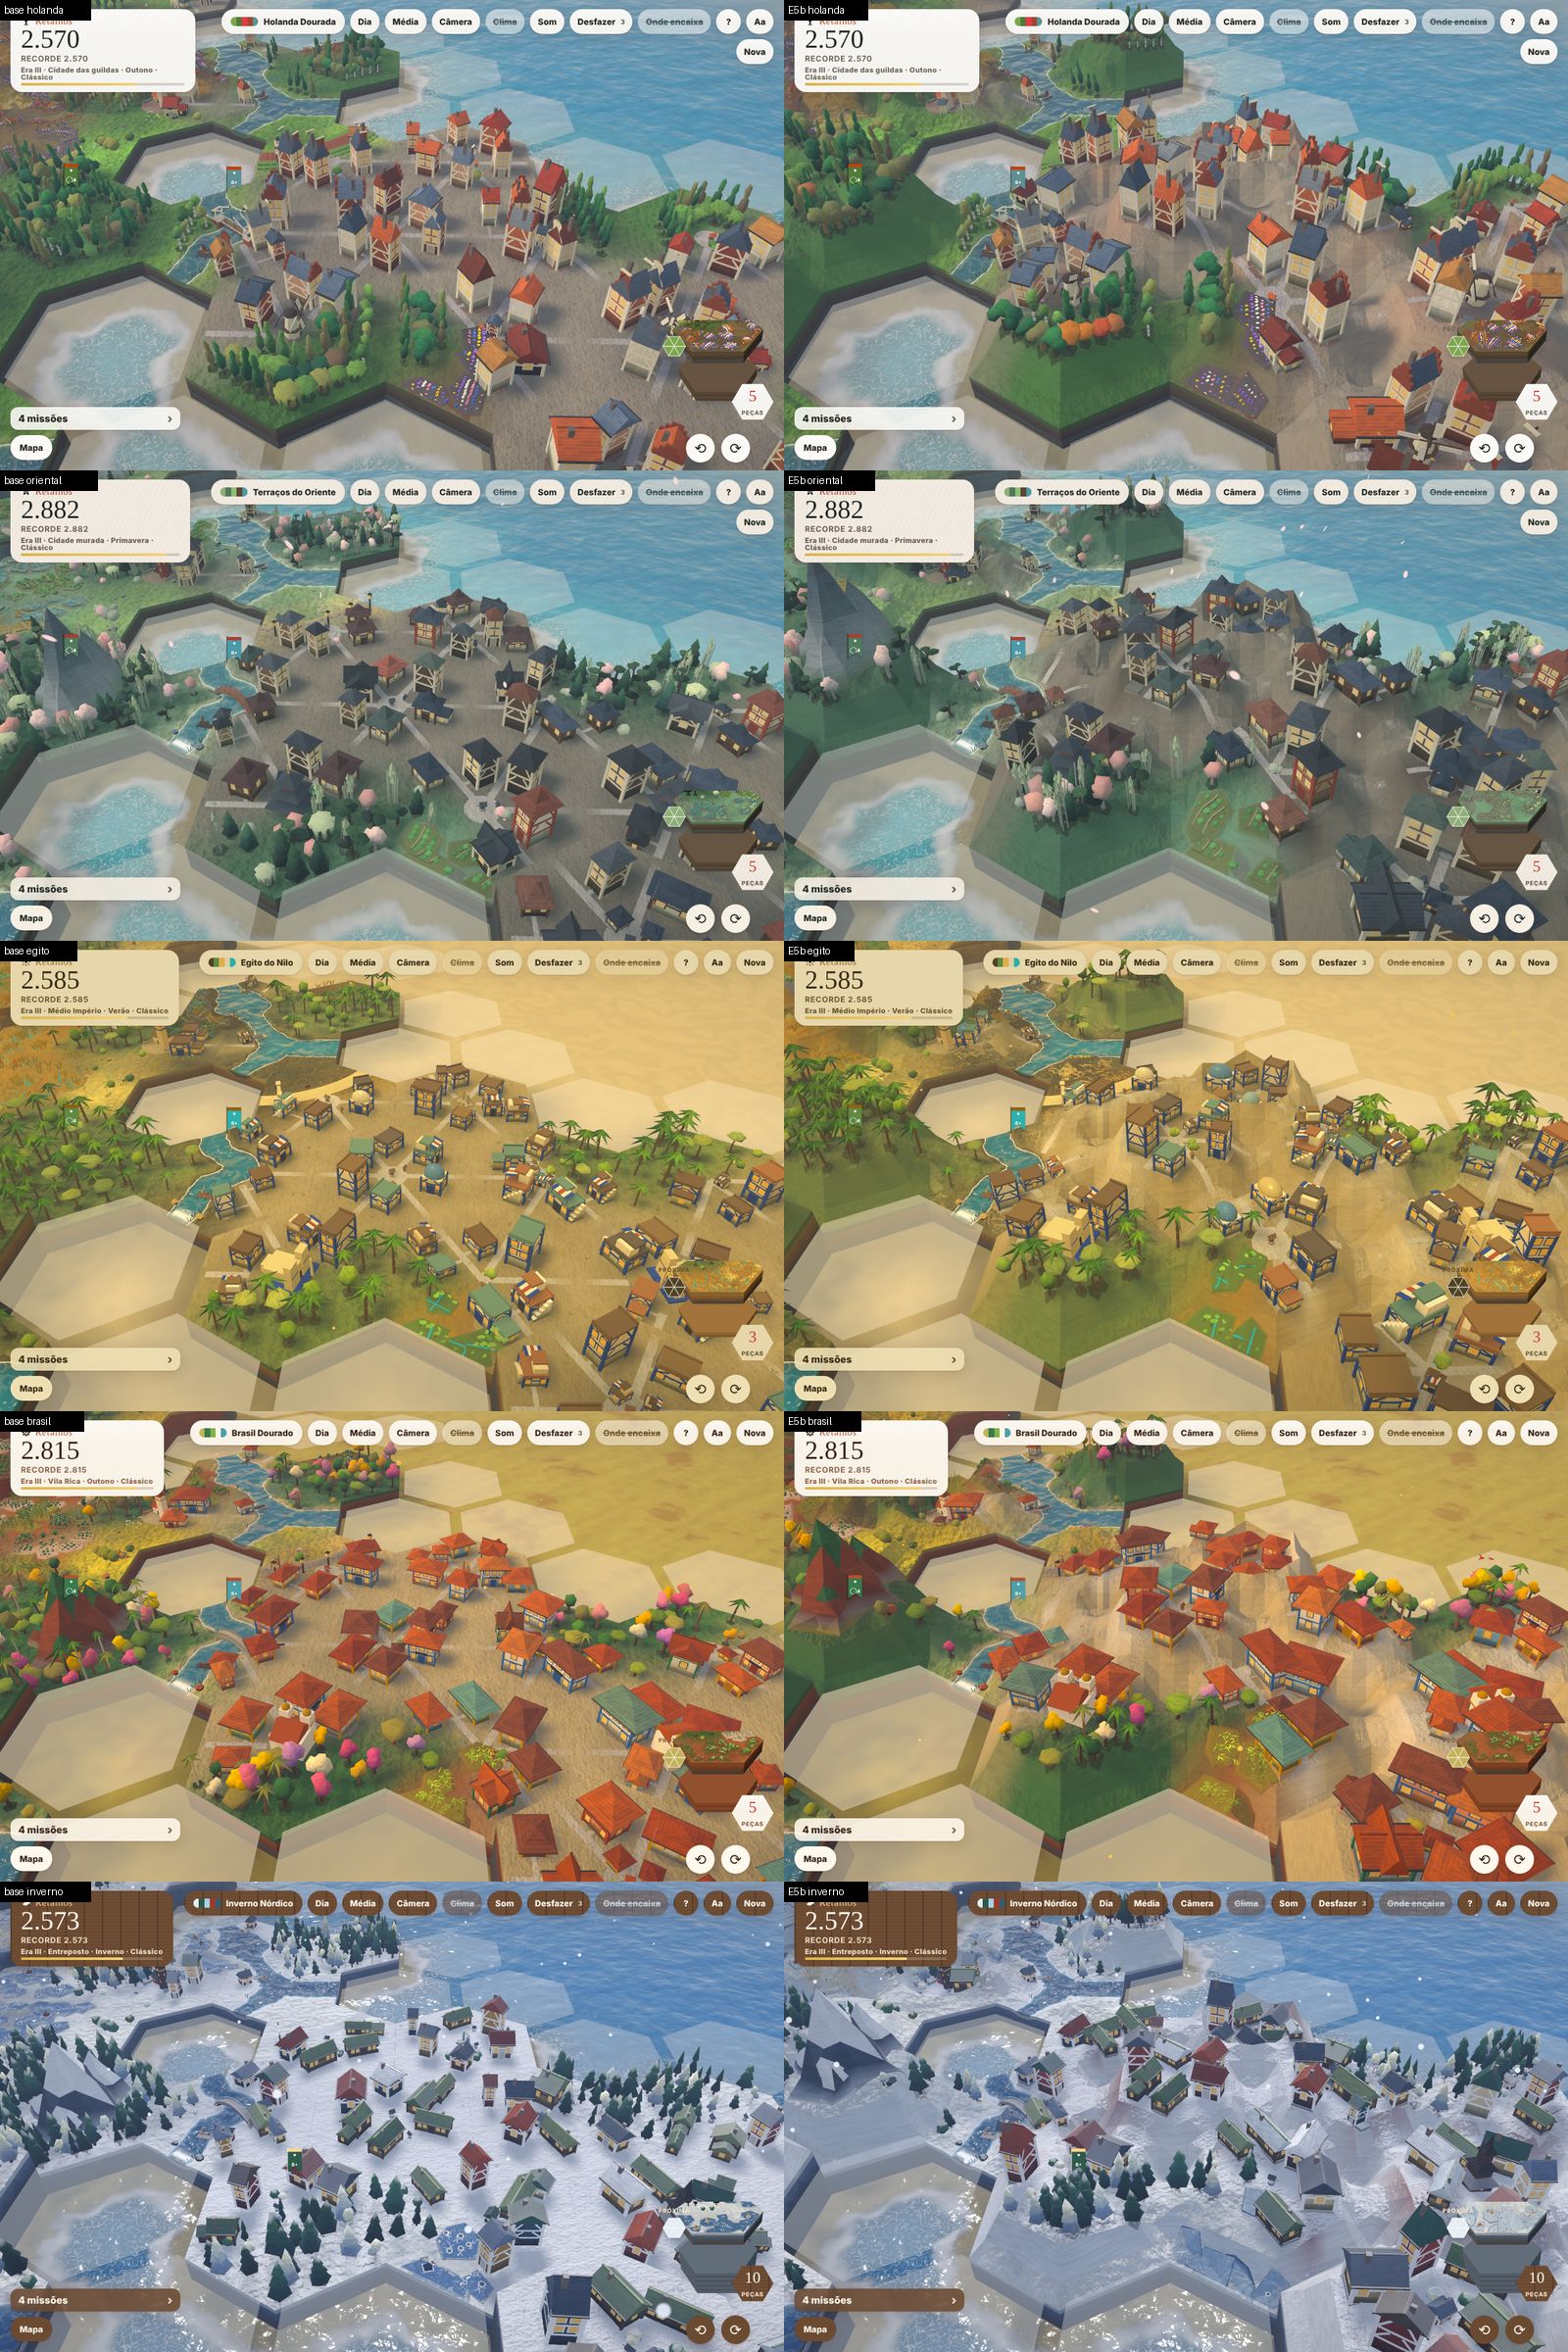 base holanda
Retalhos
2.570
RECORDE 2.570
Era III · Cidade das guildas · Outono ·
Clássico
Holanda Dourada
Dia
Média
Câmera
Clima
Som
Desfazer 3
Onde encaixa
?
Aa
Nova
4 missões ›
Mapa
5
PEÇAS
E5b holanda
Retalhos
2.570
RECORDE 2.570
Era III · Cidade das guildas · Outono ·
Clássico
Holanda Dourada
Dia
Média
Câmera
Clima
Som
Desfazer 3
Onde encaixa
?
Aa
Nova
4 missões ›
Mapa
5
PEÇAS
base oriental
Retalhos
2.882
RECORDE 2.882
Era III · Cidade murada · Primavera ·
Clássico
Terraços do Oriente
Dia
Média
Câmera
Clima
Som
Desfazer 3
Onde encaixa
?
Aa
Nova
4 missões ›
Mapa
5
PEÇAS
E5b oriental
Retalhos
2.882
RECORDE 2.882
Era III · Cidade murada · Primavera ·
Clássico
Terraços do Oriente
Dia
Média
Câmera
Clima
Som
Desfazer 3
Onde encaixa
?
Aa
Nova
4 missões ›
Mapa
5
PEÇAS
base egito
Retalhos
2.585
RECORDE 2.585
Era III · Médio Império · Verão · Clássico
Egito do Nilo
Dia
Média
Câmera
Clima
Som
Desfazer 3
Onde encaixa
?
Aa
Nova
PRÓXIMA
4 missões ›
Mapa
3
PEÇAS
E5b egito
Retalhos
2.585
RECORDE 2.585
Era III · Médio Império · Verão · Clássico
Egito do Nilo
Dia
Média
Câmera
Clima
Som
Desfazer 3
Onde encaixa
?
Aa
Nova
4 missões ›
Mapa
3
PEÇAS
base brasil
Retalhos
2.815
RECORDE 2.815
Era III · Vila Rica · Outono · Clássico
Brasil Dourado
Dia
Média
Câmera
Clima
Som
Desfazer 3
Onde encaixa
?
Aa
Nova
4 missões ›
Mapa
5
PEÇAS
E5b brasil
Retalhos
2.815
RECORDE 2.815
Era III · Vila Rica · Outono · Clássico
Brasil Dourado
Dia
Média
Câmera
Clima
Som
Desfazer 3
Onde encaixa
?
Aa
Nova
4 missões ›
Mapa
5
PEÇAS
base inverno
Retalhos
2.573
RECORDE 2.573
Era III · Entreposto · Inverno · Clássico
Inverno Nórdico
Dia
Média
Câmera
Clima
Som
Desfazer 3
Onde encaixa
?
Aa
Nova
4 missões ›
Mapa
10
PEÇAS
E5b inverno
Retalhos
2.573
RECORDE 2.573
Era III · Entreposto · Inverno · Clássico
Inverno Nórdico
Dia
Média
Câmera
Clima
Som
Desfazer 3
Onde encaixa
?
Aa
Nova
4 missões ›
Mapa
10
PEÇAS